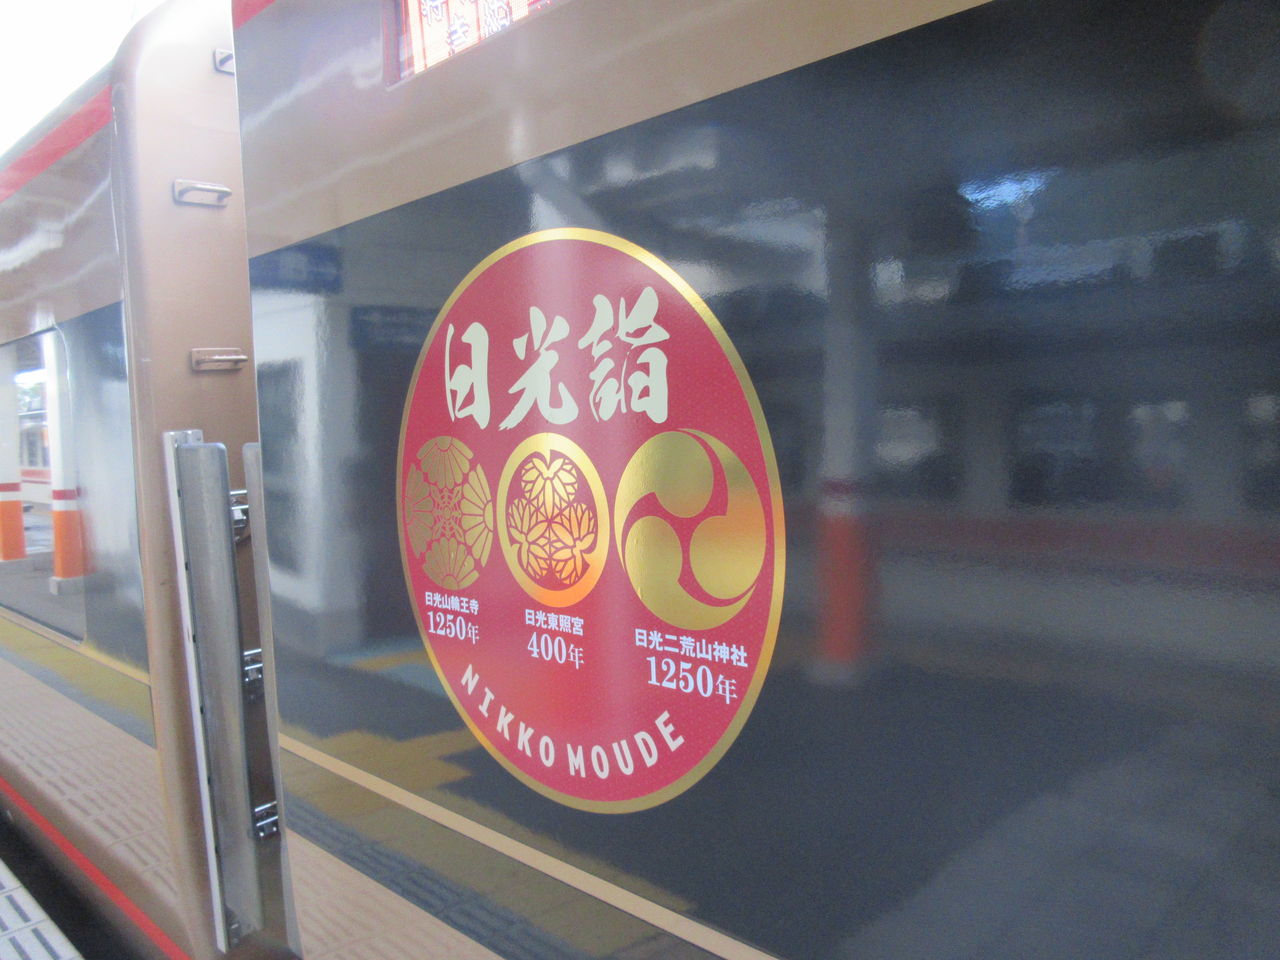 日光詣
日光山輪王寺
1250年
日光東照宮
400年
日光二荒山神社
1250年
NIKKO MOUDE